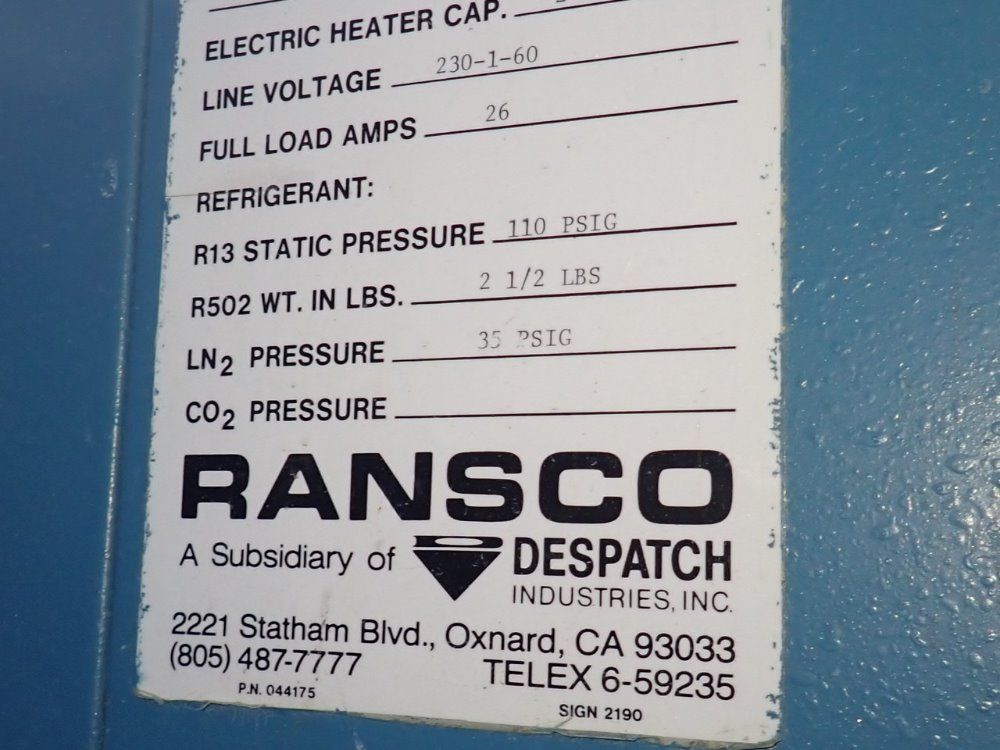 ELECTRIC HEATER CAP.
LINE VOLTAGE 230-1-60
FULL LOAD AMPS 26
REFRIGERANT:
R13 STATIC PRESSURE 110 PSIG
R502 WT. IN LBS. 2 1/2 LBS
LN2 PRESSURE 35 PSIG
CO2 PRESSURE
RANSCO
A Subsidiary of DESPATCH
INDUSTRIES, INC.
2221 Statham Blvd., Oxnard, CA 93033
(805) 487-7777 TELEX 6-59235
P.N. 044175 SIGN 2190